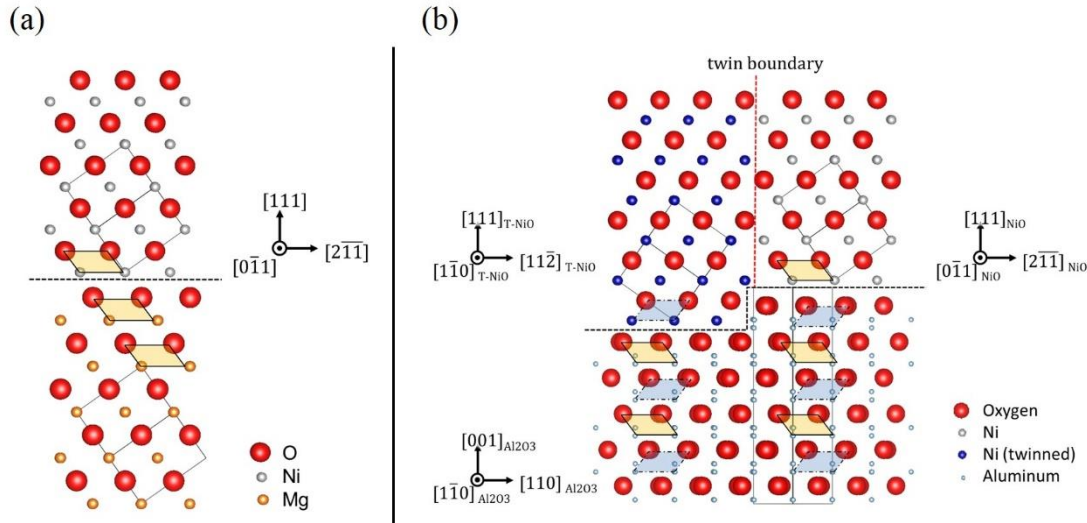 (a)
[111]
[01̅1]
[21̅1̅]
O
Ni
Mg
(b)
twin boundary
[111]T-NiO
[11̅0] T-NiO
[112̅] T-NiO
[111]NiO
[01̅1] NiO
[21̅1̅] NiO
[001]Al2O3
[11̅0] Al2O3
[110] Al2O3
Oxygen
Ni
Ni (twinned)
Aluminum